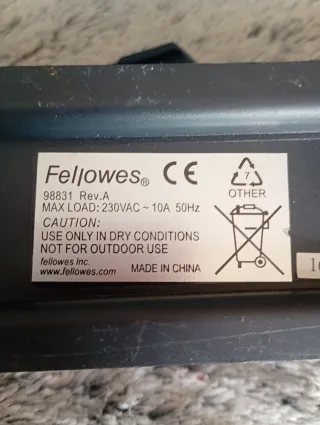 Fellowes® CE
98831 Rev.A
MAX LOAD: 230VAC ~ 10A 50Hz
CAUTION:
USE ONLY IN DRY CONDITIONS
NOT FOR OUTDOOR USE
fellowes Inc.
www.fellowes.com MADE IN CHINA
7
OTHER